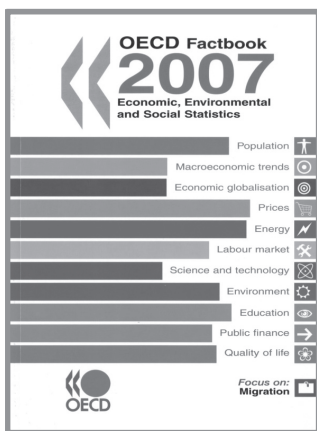 OECD Factbook
2007
Economic, Environmental
and Social Statistics
Population
Macroeconomic trends
Economic globalisation
Prices
Energy
Labour market
Science and technology
Environment
Education
Public finance
Quality of life
Focus on:
Migration
OECD